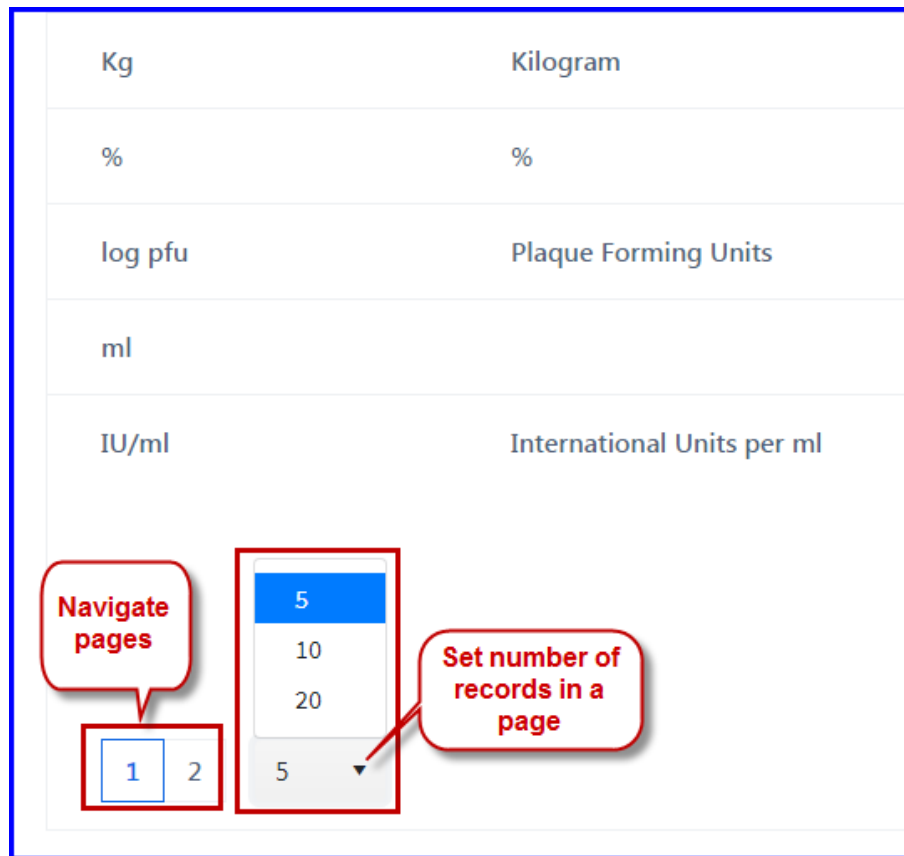 Kg Kilogram
% %
log pfu Plaque Forming Units
ml
IU/ml International Units per ml
Navigate
pages
5
10
20
Set number of
records in a
page
1 2 5